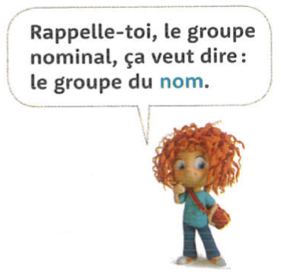 Rappelle-toi, le groupe
nominal, ça veut dire :
le groupe du nom.